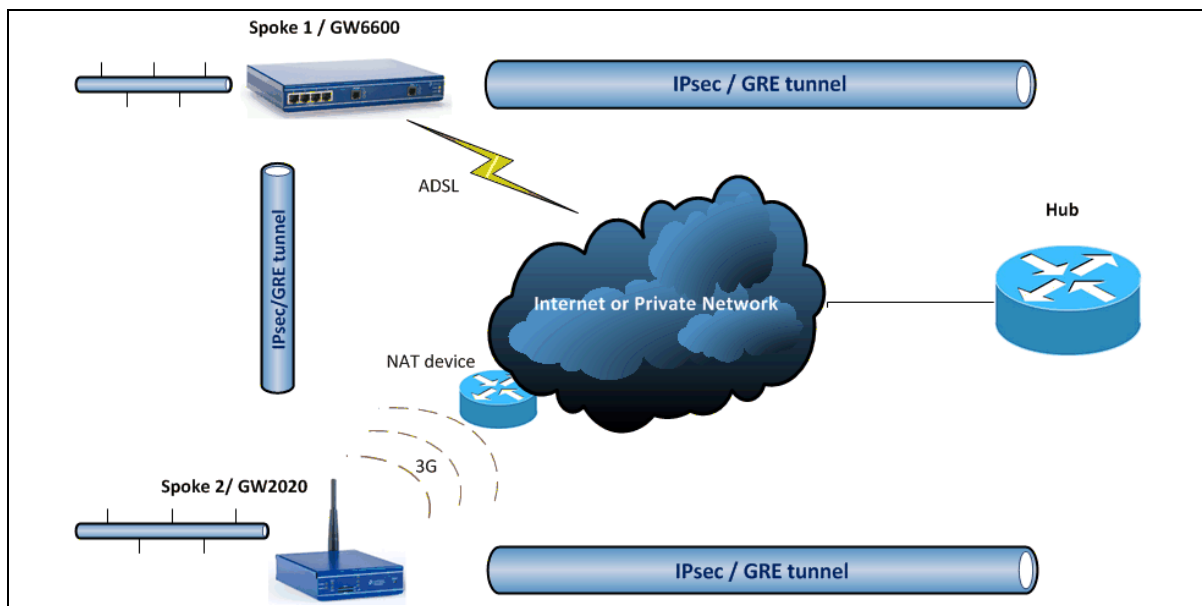 Spoke 1 / GW6600
IPsec / GRE tunnel
ADSL
IPsec/GRE tunnel
Hub
Internet or Private Network
NAT device
3G
Spoke 2/ GW2020
IPsec / GRE tunnel